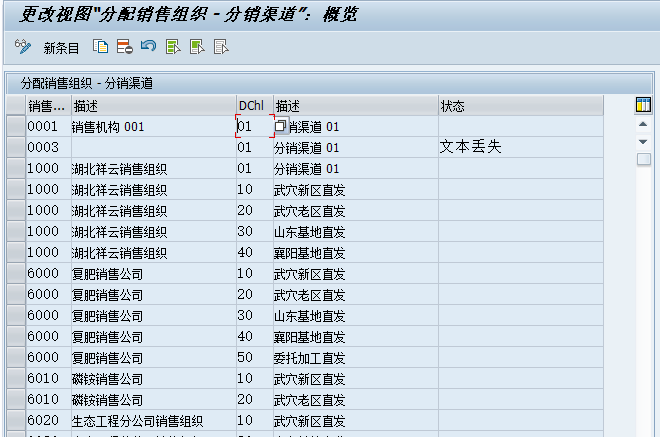 更改视图"分配销售组织 - 分销渠道": 概览
新条目
分配销售组织 - 分销渠道
销售... 描述 DChl 描述 状态
0001 销售机构 001 01 销渠道 01
0003 01 分销渠道 01 文本丢失
1000 湖北祥云销售组织 01 分销渠道 01
1000 湖北祥云销售组织 10 武穴新区直发
1000 湖北祥云销售组织 20 武穴老区直发
1000 湖北祥云销售组织 30 山东基地直发
1000 湖北祥云销售组织 40 襄阳基地直发
6000 复肥销售公司 10 武穴新区直发
6000 复肥销售公司 20 武穴老区直发
6000 复肥销售公司 30 山东基地直发
6000 复肥销售公司 40 襄阳基地直发
6000 复肥销售公司 50 委托加工直发
6010 磷铵销售公司 10 武穴新区直发
6010 磷铵销售公司 20 武穴老区直发
6020 生态工程分公司销售组织 10 武穴新区直发